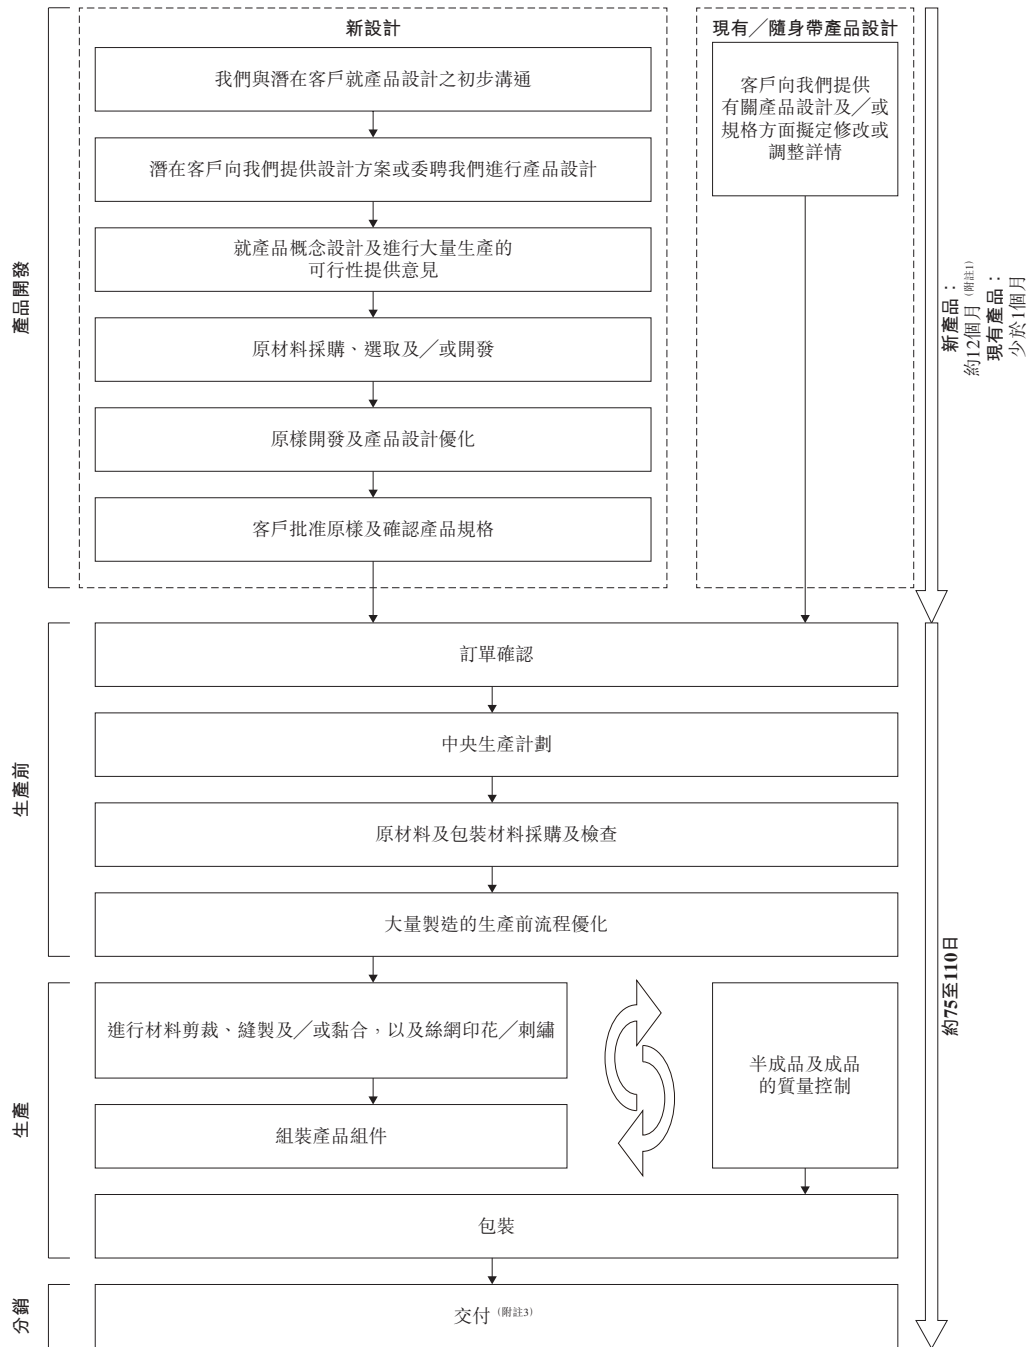 產品開發
新設計
我們與潛在客戶就產品設計之初步溝通
潛在客戶向我們提供設計方案或委聘我們進行產品設計
就產品概念設計及進行大量生產的
可行性提供意見
原材料採購、選取及╱或開發
原樣開發及產品設計優化
客戶批准原樣及確認產品規格
現有╱隨身帶產品設計
客戶向我們提供
有關產品設計及╱或
規格方面擬定修改或
調整詳情
新產品：
約12個月（附註1）
現有產品：
少於1個月
生產前
訂單確認
中央生產計劃
原材料及包裝材料採購及檢查
大量製造的生產前流程優化
約75至110日
生產
進行材料剪裁、縫製及╱或黏合，以及絲網印花╱刺繡
組裝產品組件
半成品及成品
的質量控制
包裝
分銷
交付（附註3）